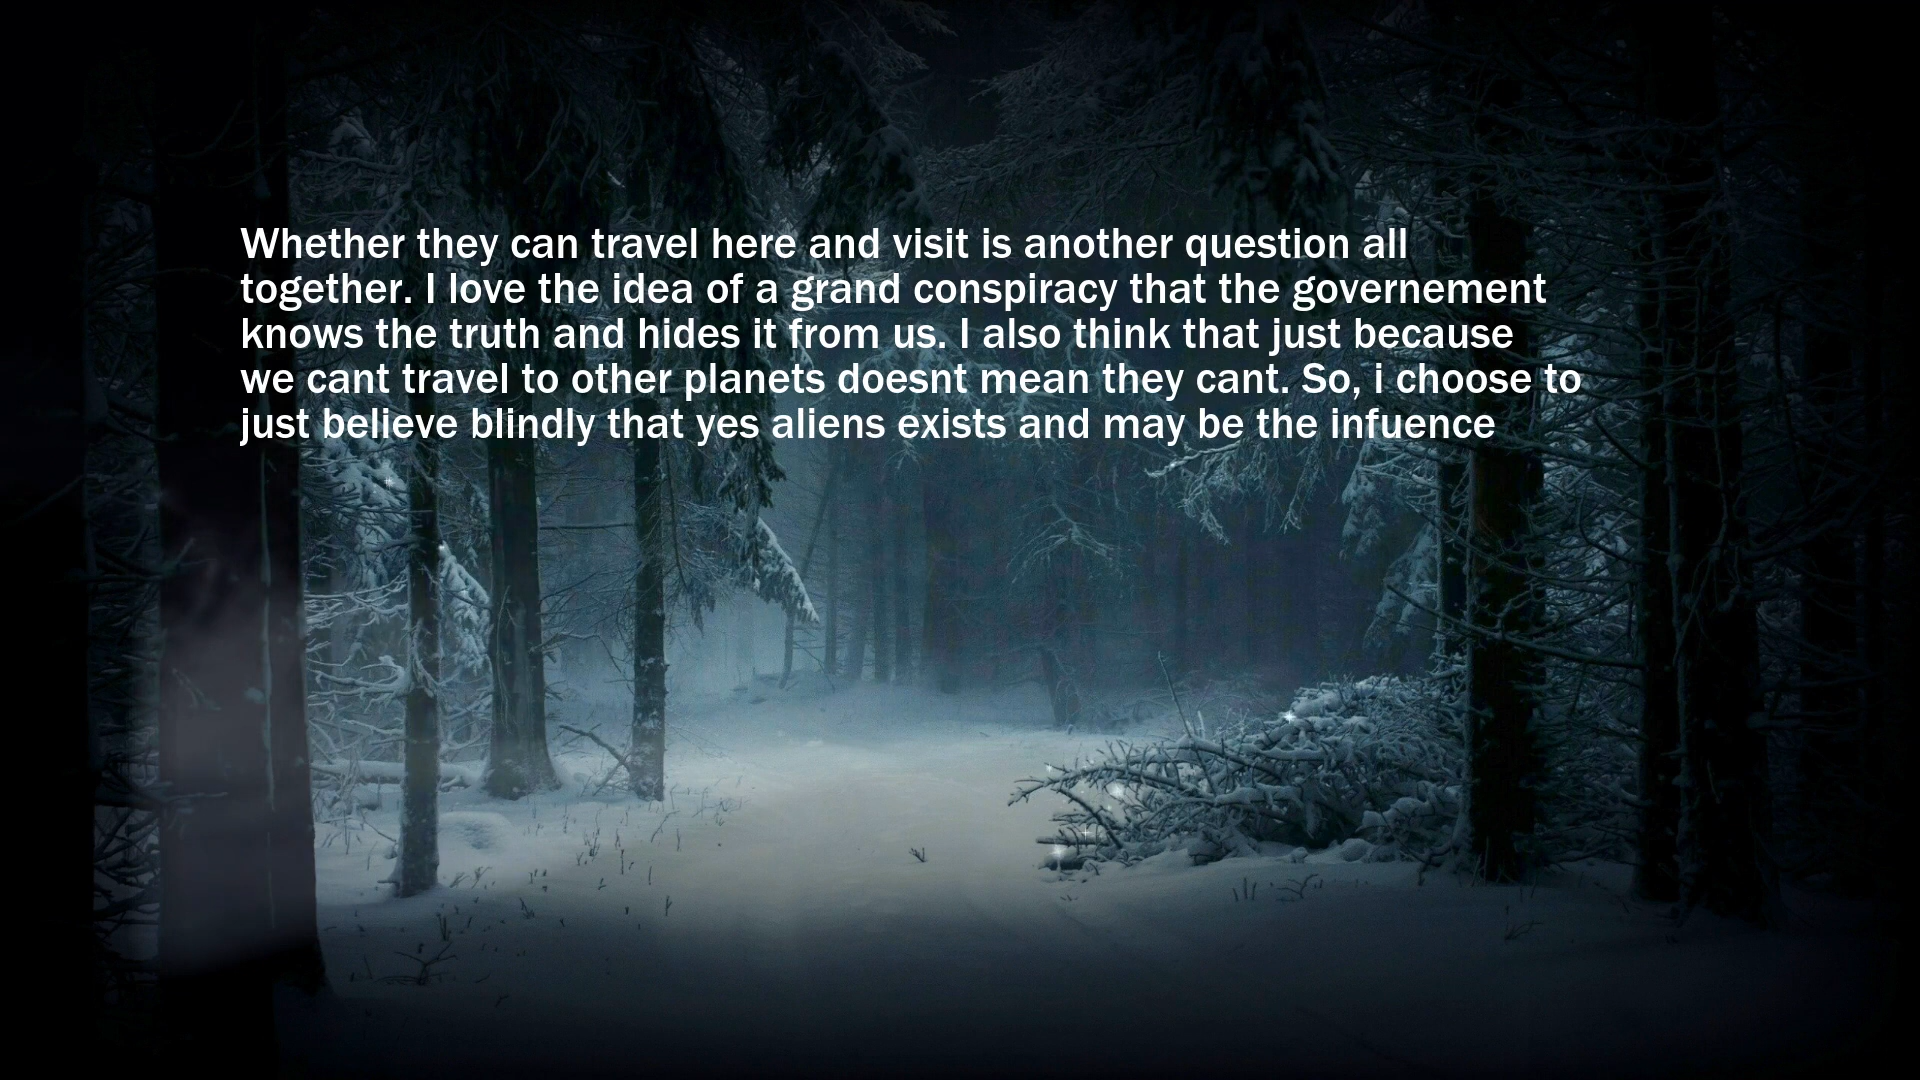 Whether they can travel here and visit is another question all
together. I love the idea of a grand conspiracy that the governement
knows the truth and hides it from us. I also think that just because
we cant travel to other planets doesnt mean they cant. So, i choose to
just believe blindly that yes aliens exists and may be the infuence